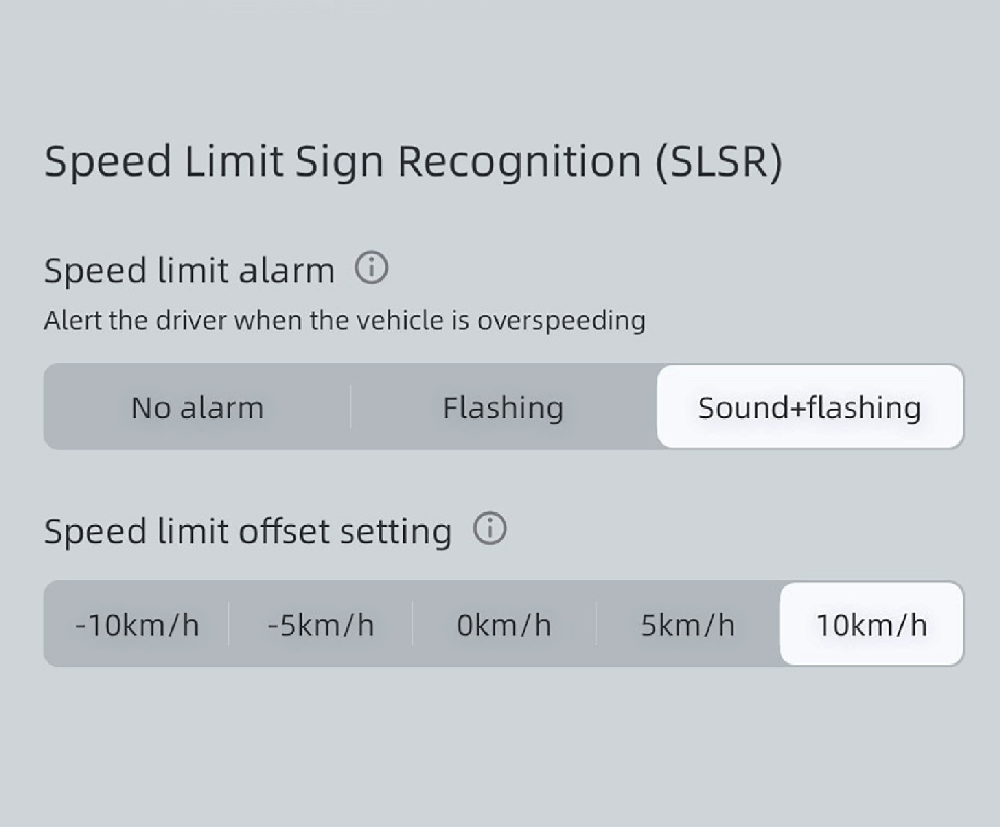 Speed Limit Sign Recognition (SLSR)
Speed limit alarm
Alert the driver when the vehicle is overspeeding
No alarm Flashing Sound+flashing
Speed limit offset setting
-10km/h -5km/h 0km/h 5km/h 10km/h